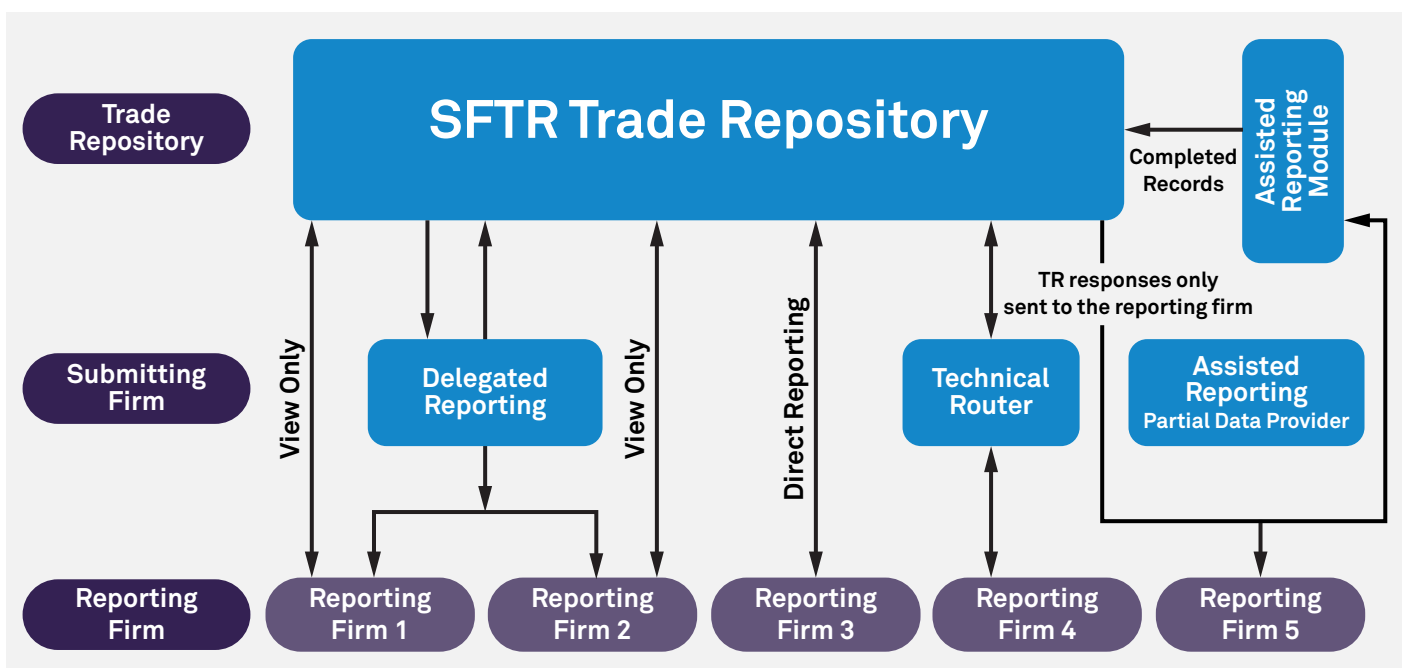 SFTR Trade Repository
Trade
Repository
Assisted
Reporting
Module
Completed
Records
TR responses only
sent to the reporting firm
View Only
View Only
Direct Reporting
Submitting
Firm
Delegated
Reporting
Technical
Router
Assisted
Reporting
Partial Data Provider
Reporting
Firm
Reporting
Firm 1
Reporting
Firm 2
Reporting
Firm 3
Reporting
Firm 4
Reporting
Firm 5